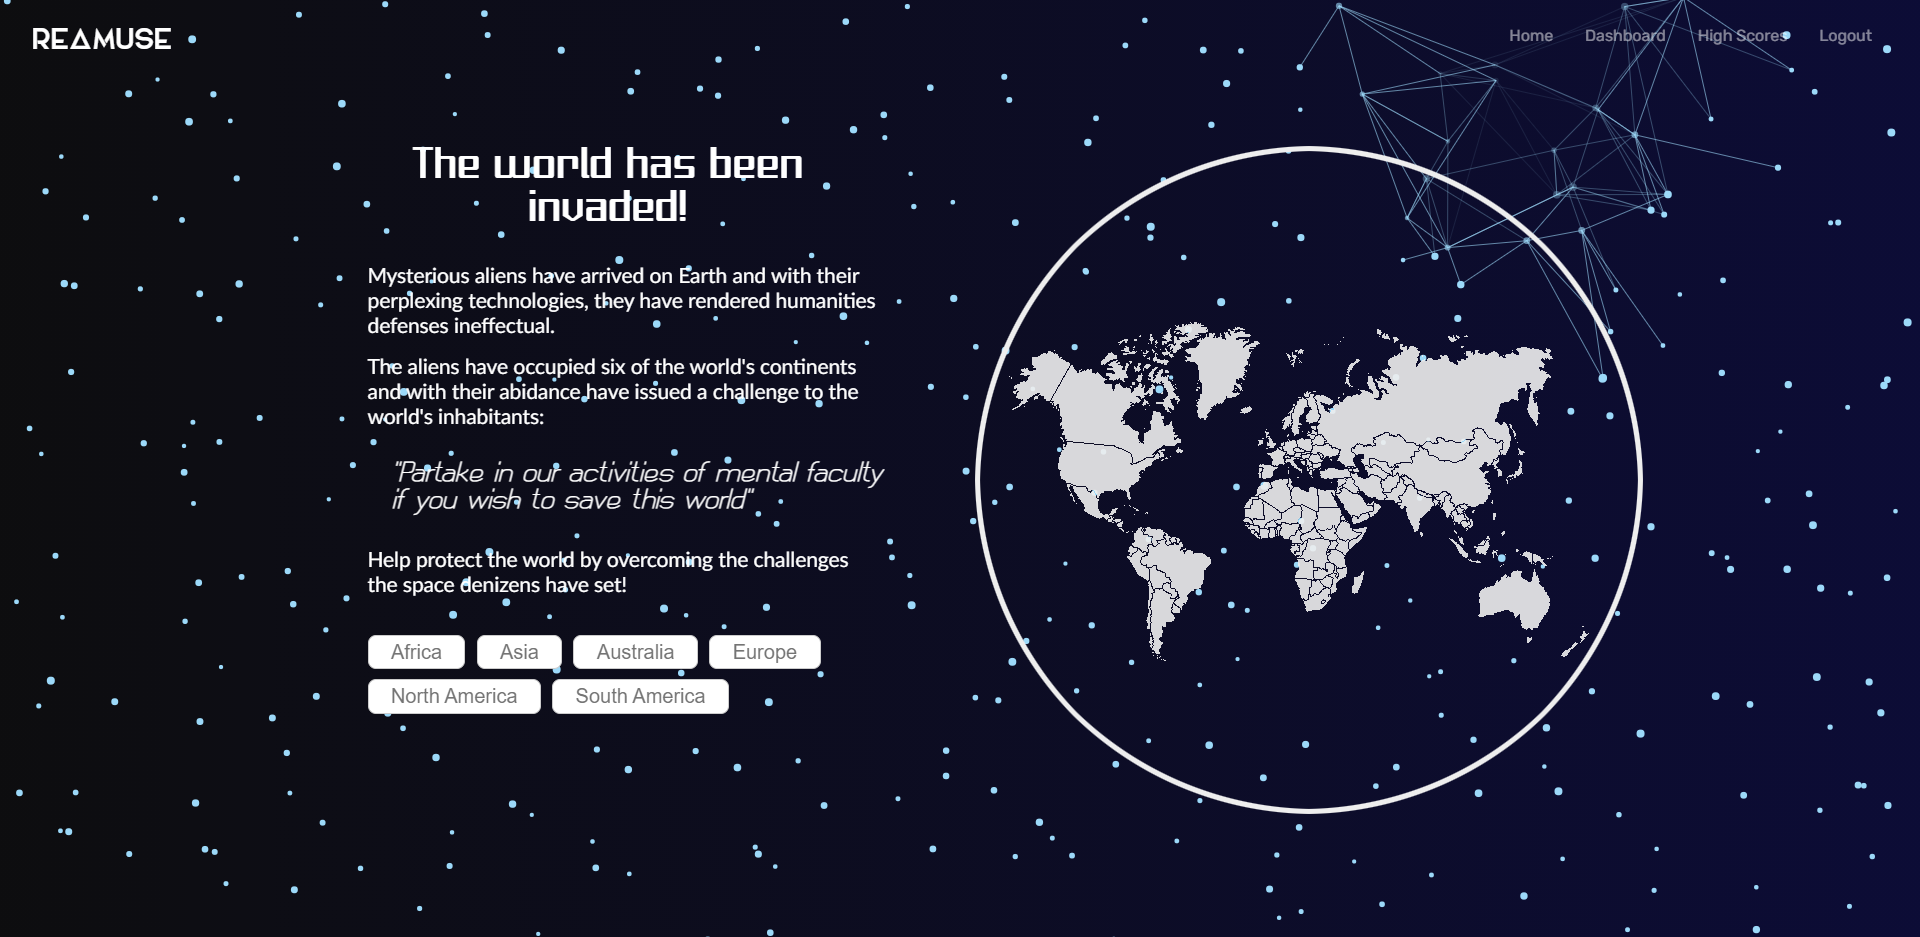 REAMUSE
Home
Dashboard
High Scores
Logout
The world has been
invaded!
Mysterious aliens have arrived on Earth and with their
perplexing technologies, they have rendered humanities
defenses ineffectual.
The aliens have occupied six of the world's continents
and with their abidance have issued a challenge to the
world's inhabitants:
"Partake in our activities of mental faculty
if you wish to save this world"
Help protect the world by overcoming the challenges
the space denizens have set!
Africa
Asia
Australia
Europe
North America
South America